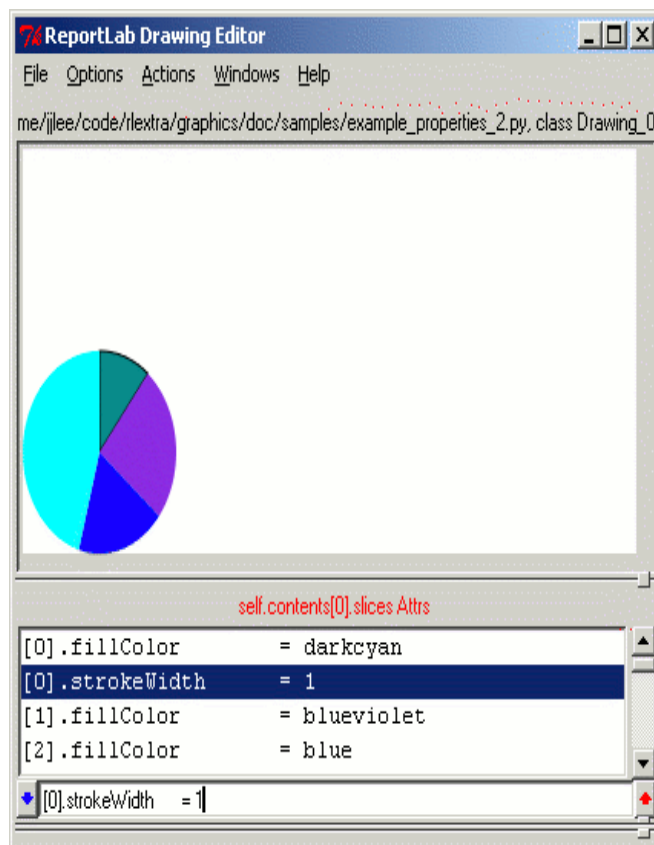 ReportLab Drawing Editor
File Options Actions Windows Help
me/jjlee/code/rlextra/graphics/doc/samples/example_properties_2.py, class Drawing_0
self.contents[0].slices Attrs
[0].fillColor = darkcyan
[0].strokeWidth = 1
[1].fillColor = blueviolet
[2].fillColor = blue
[0].strokeWidth = 1